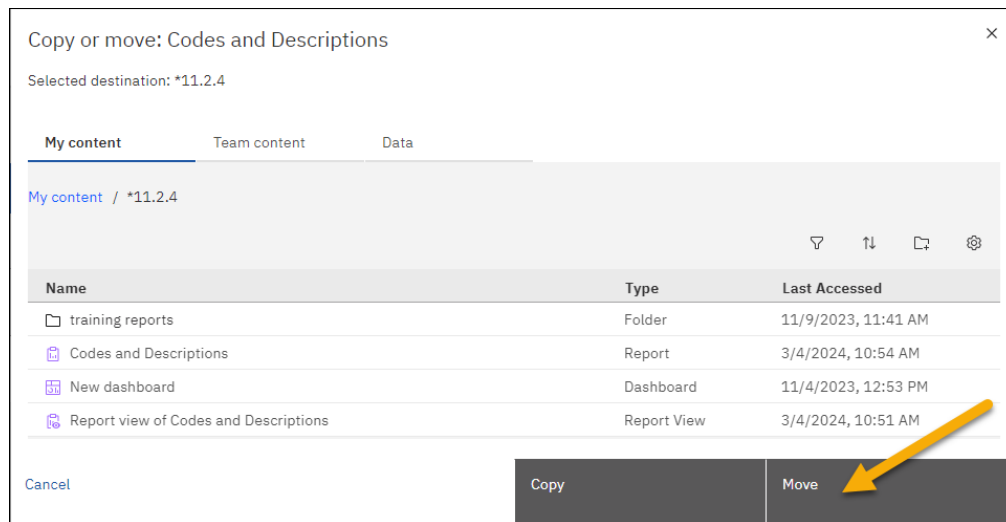 Copy or move: Codes and Descriptions
Selected destination: *11.2.4
My content Team content Data
My content / *11.2.4
Name Type Last Accessed
training reports Folder 11/9/2023, 11:41 AM
Codes and Descriptions Report 3/4/2024, 10:54 AM
New dashboard Dashboard 11/4/2023, 12:53 PM
Report view of Codes and Descriptions Report View 3/4/2024, 10:51 AM
Cancel Copy Move